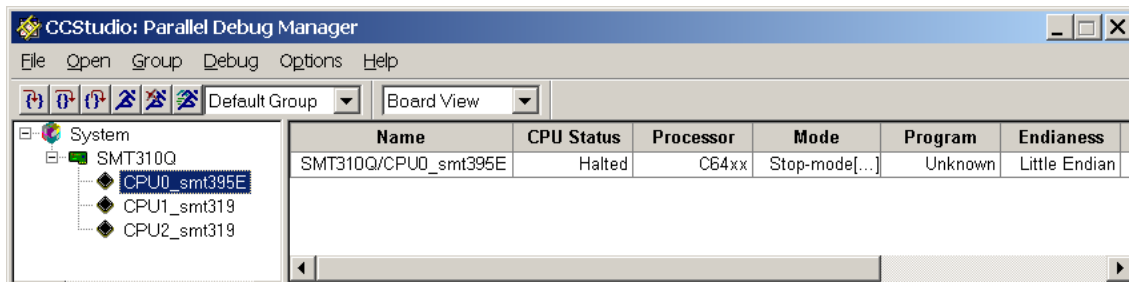 CCStudio: Parallel Debug Manager
File Open Group Debug Options Help
Default Group Board View
System
SMT310Q
CPU0_smt395E
CPU1_smt319
CPU2_smt319
Name CPU Status Processor Mode Program Endianess
SMT310Q/CPU0_smt395E Halted C64xx Stop-mode[...] Unknown Little Endian